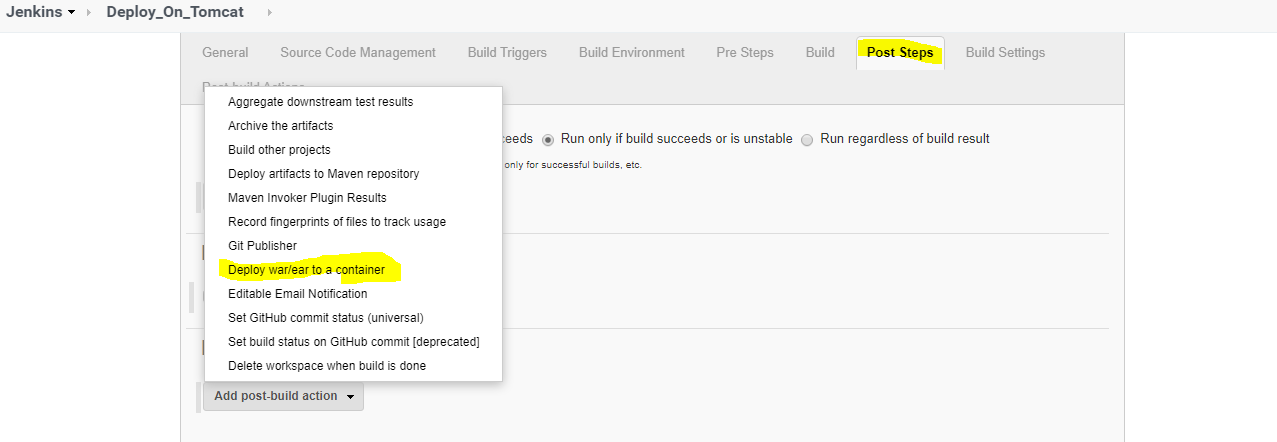 Jenkins Deploy_On_Tomcat
General Source Code Management Build Triggers Build Environment Pre Steps Build Post Steps Build Settings
Post-build Actions
Aggregate downstream test results
Archive the artifacts
ceeds Run only if build succeeds or is unstable Run regardless of build result
Build other projects
only for successful builds, etc.
Deploy artifacts to Maven repository
Maven Invoker Plugin Results
Record fingerprints of files to track usage
Git Publisher
Deploy war/ear to a container
Editable Email Notification
Set GitHub commit status (universal)
Set build status on GitHub commit [deprecated]
Delete workspace when build is done
Add post-build action